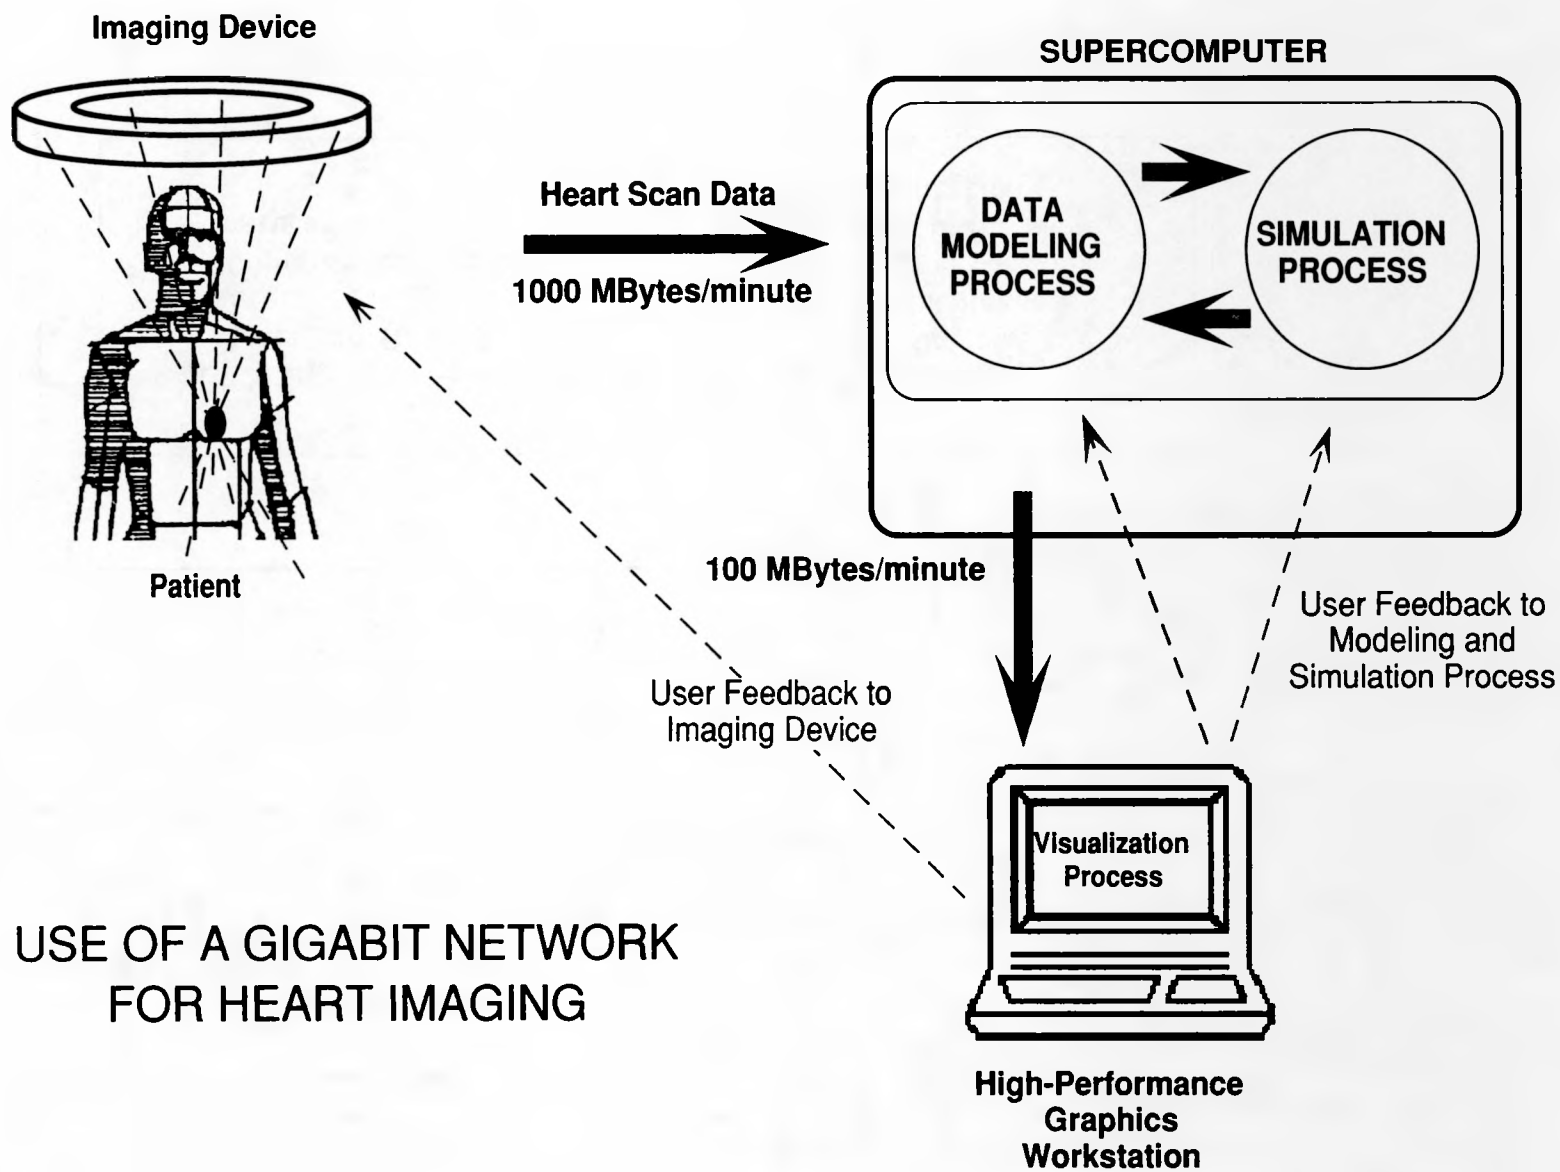 Imaging Device
SUPERCOMPUTER
Heart Scan Data
1000 MBytes/minute
DATA
MODELING
PROCESS
SIMULATION
PROCESS
Patient
100 MBytes/minute
User Feedback to
Modeling and
Simulation Process
User Feedback to
Imaging Device
Visualization
Process
USE OF A GIGABIT NETWORK
FOR HEART IMAGING
High-Performance
Graphics
Workstation